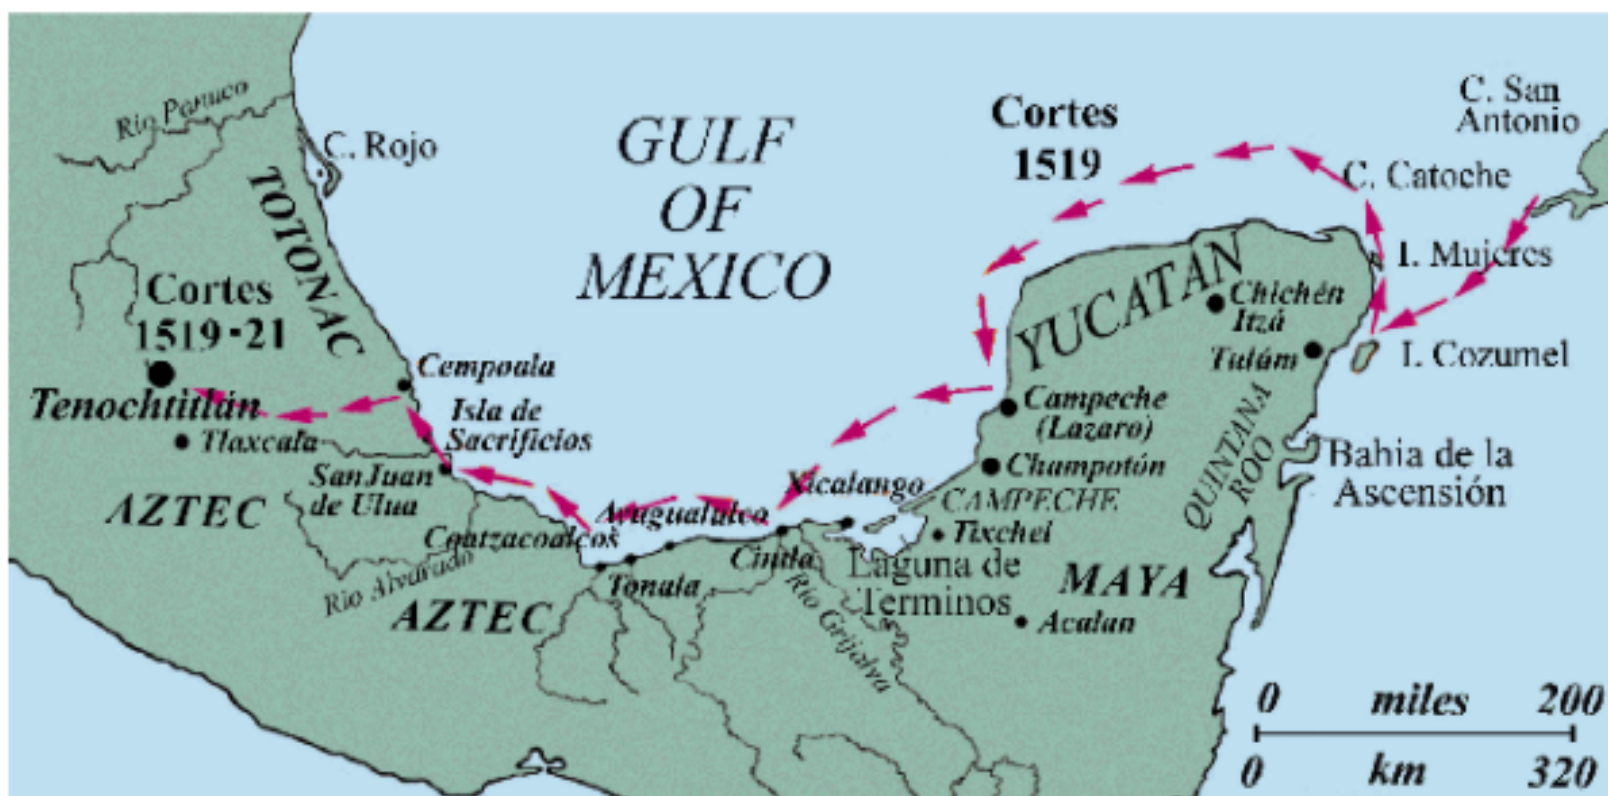 C. San
Antonio
Cortes
1519
C. Catoche
Rio Panuco
C. Rojo
GULF
OF
MEXICO
TOTONAC
I. Mujeres
Cortes
1519-21
YUCATAN
Chichén
Itzá
Tulúm
I. Cozumel
Cempoala
Tenochtitlán
Isla de
Sacrificios
Tlaxcala
Campeche
(Lazaro)
QUINTANA
ROO
Champotón
Bahia de la
Ascensión
San Juan
de Ulua
AZTEC
Xicalango
CAMPECHE
Coatzacoalcos
Tixchel
Cintla
Laguna de
Terminos
Tonala
Rio Alvarado
AZTEC
MAYA
Rio Grijalva
Acalan
0 miles 200
0 km 320